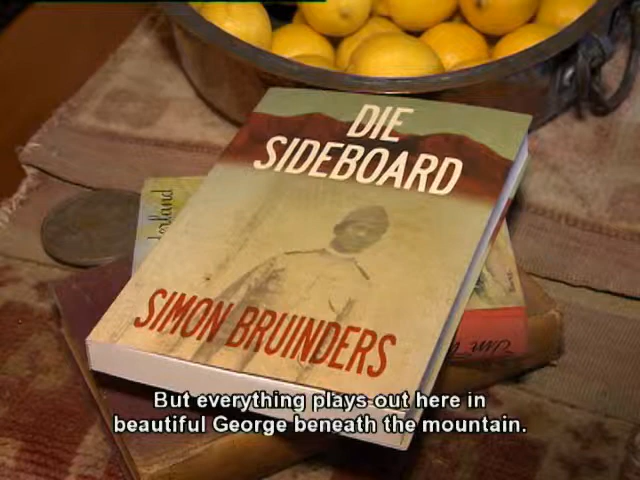 DIE
SIDEBOARD
SIMON BRUINDERS
But everything plays out here in
beautiful George beneath the mountain.